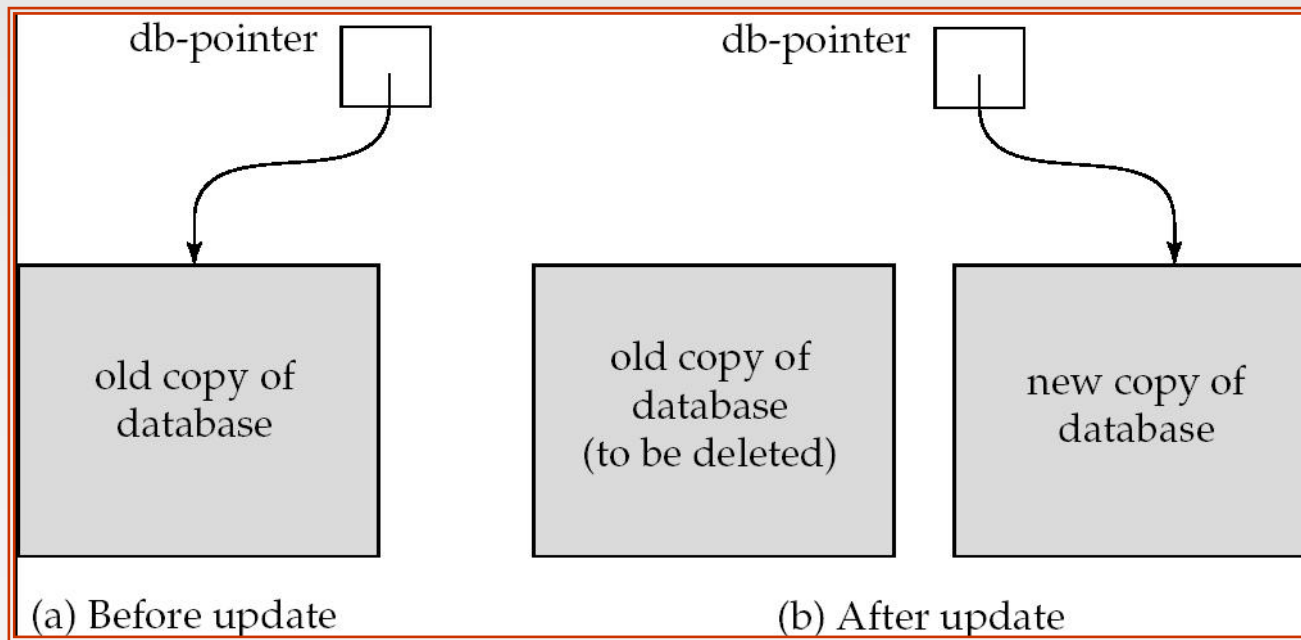 db-pointer
old copy of
database
(a) Before update
db-pointer
old copy of
database
(to be deleted)
new copy of
database
(b) After update